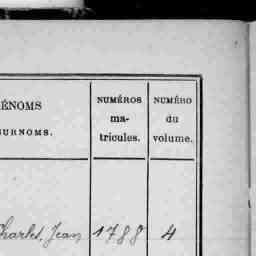 ÉNOMS
URNOMS.
NUMÉROS
ma-
tricules.
NUMÉRO
du
volume.
Charles, Jean 1788 4